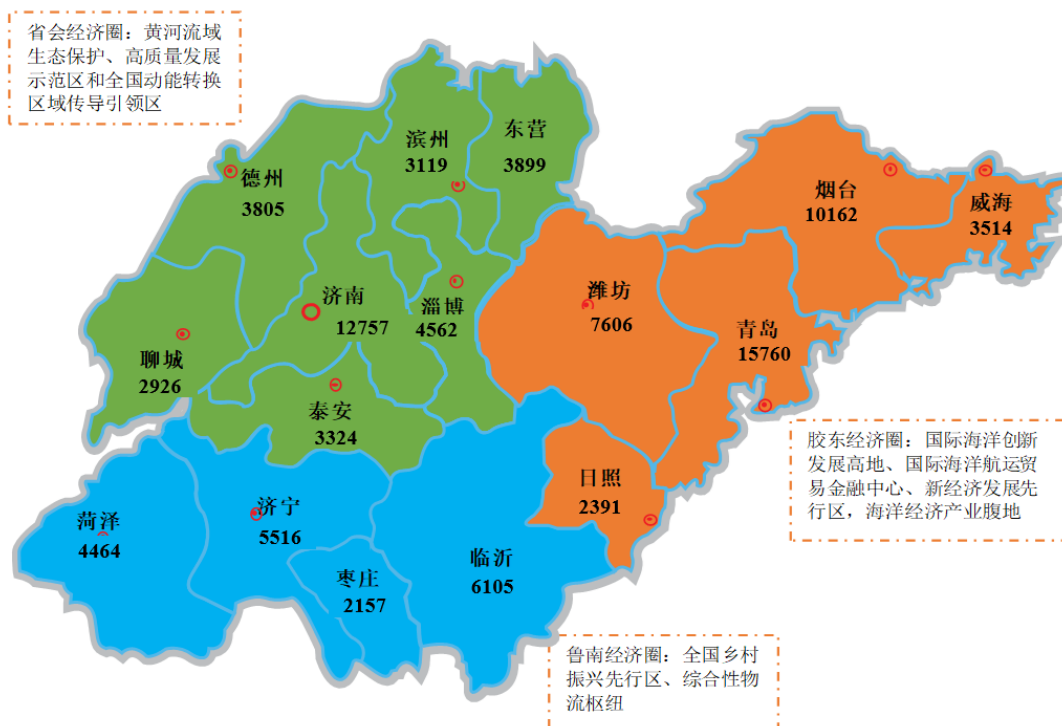 省会经济圈：黄河流域
生态保护、高质量发展
示范区和全国动能转换
区域传导引领区
滨州
3119
东营
3899
德州
3805
烟台
10162
威海
3514
济南
12757
淄博
4562
潍坊
7606
青岛
15760
聊城
2926
泰安
3324
胶东经济圈：国际海洋创新
发展高地、国际海洋航运贸
易金融中心、新经济发展先
行区，海洋经济产业腹地
日照
2391
菏泽
4464
济宁
5516
临沂
6105
枣庄
2157
鲁南经济圈：全国乡村
振兴先行区、综合性物
流枢纽